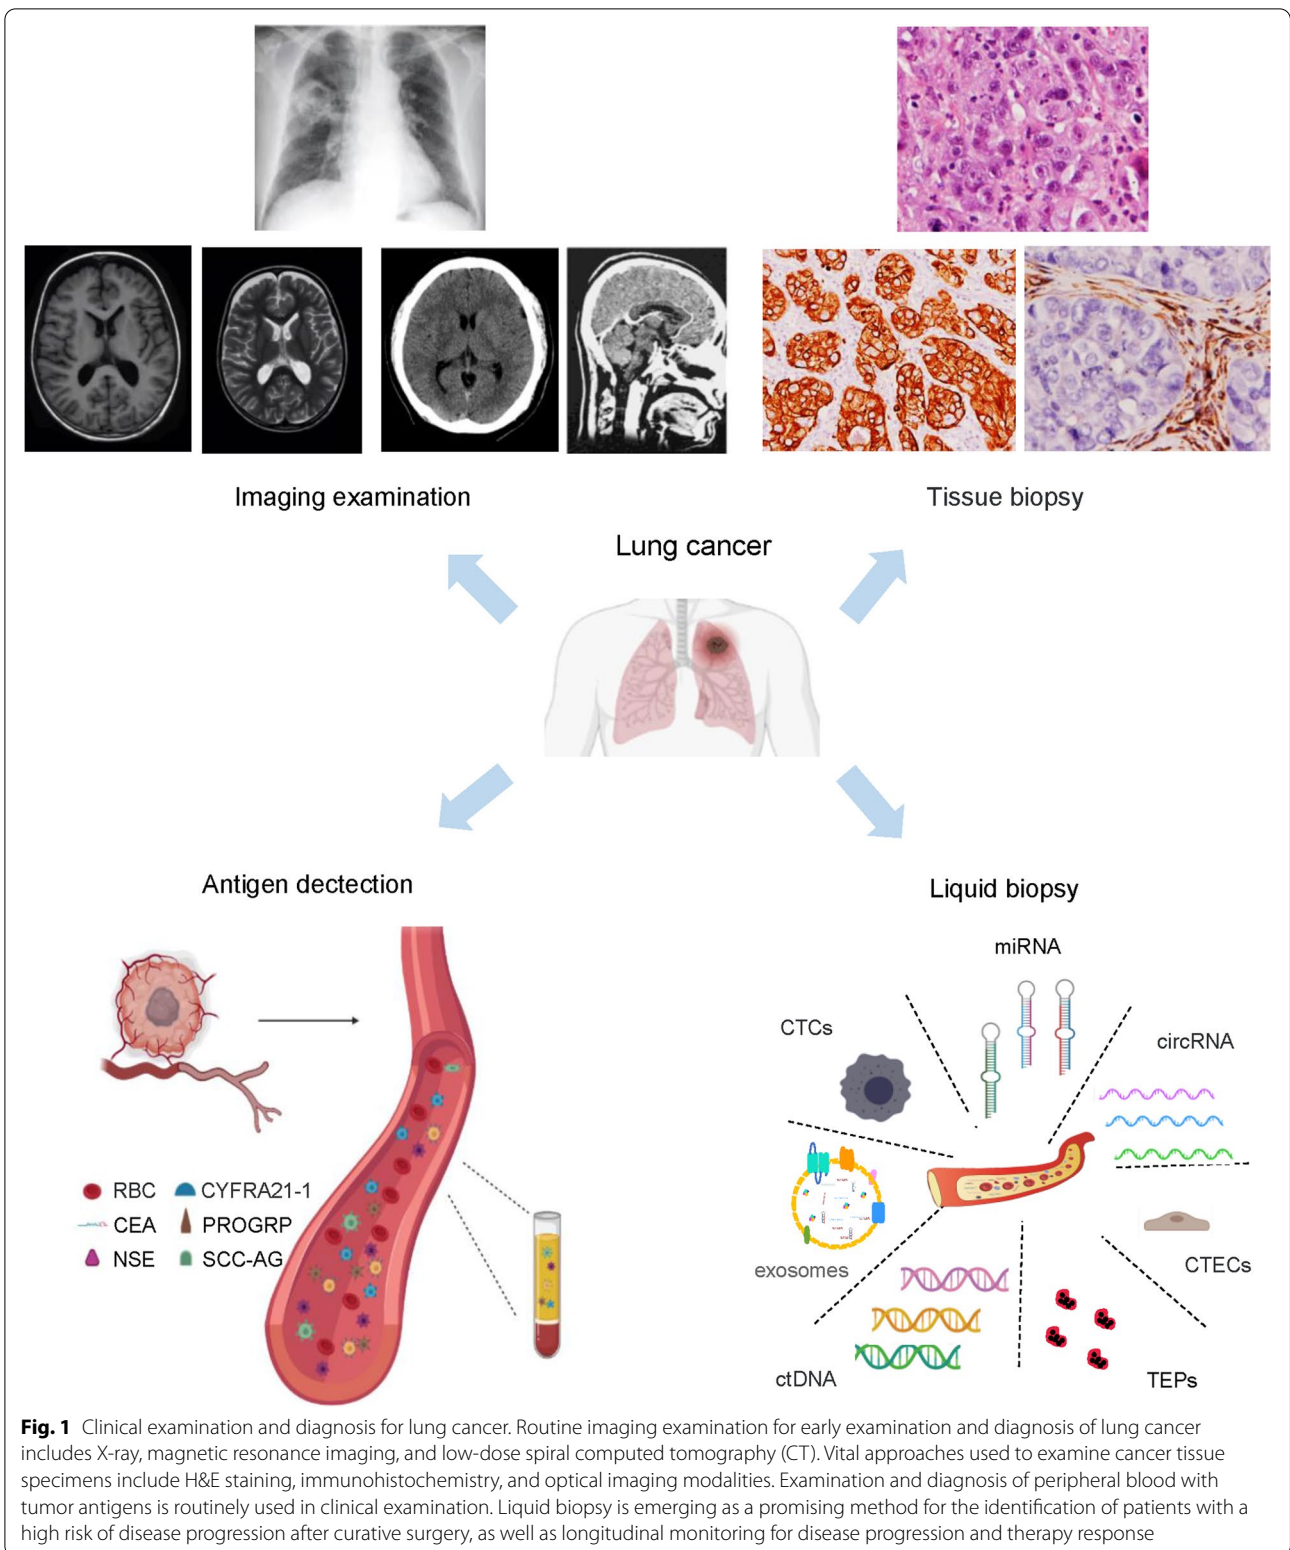 Imaging examination
Tissue biopsy
Lung cancer
Antigen dectection
Liquid biopsy
miRNA
CTCs
circRNA
RBC
CYFRA21-1
CEA
PROGRP
NSE
SCC-AG
exosomes
CTECs
ctDNA
TEPs
Fig. 1 Clinical examination and diagnosis for lung cancer. Routine imaging examination for early examination and diagnosis of lung cancer
includes X-ray, magnetic resonance imaging, and low-dose spiral computed tomography (CT). Vital approaches used to examine cancer tissue
specimens include H&E staining, immunohistochemistry, and optical imaging modalities. Examination and diagnosis of peripheral blood with
tumor antigens is routinely used in clinical examination. Liquid biopsy is emerging as a promising method for the identification of patients with a
high risk of disease progression after curative surgery, as well as longitudinal monitoring for disease progression and therapy response